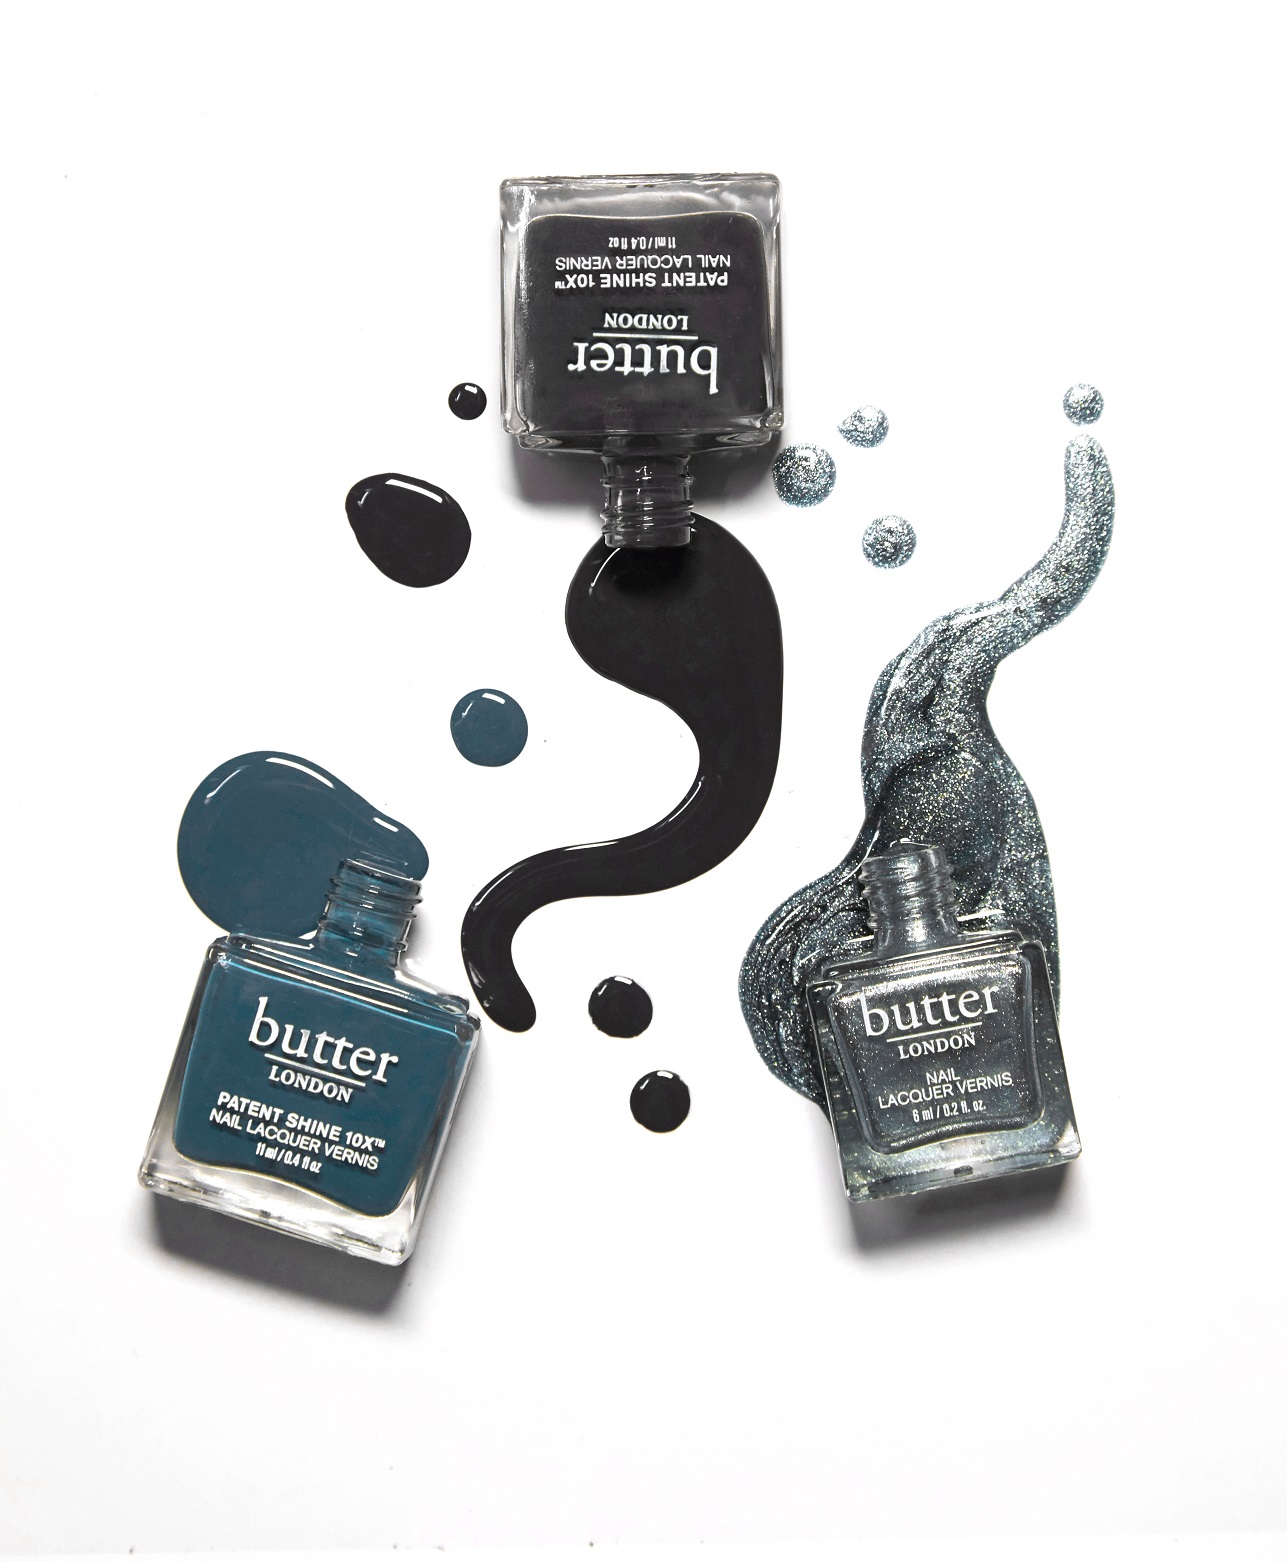 butter
LONDON
PATENT SHINE 10X™
NAIL LACQUER VERNIS
11 ml / 0.4 fl oz
butter
LONDON
PATENT SHINE 10X™
NAIL LACQUER VERNIS
11 ml / 0.4 fl oz
butter
LONDON
NAIL
LACQUER VERNIS
6 ml / 0.2 fl. oz.